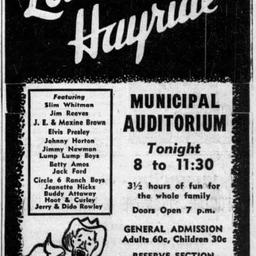 Hayride
Featuring
Slim Whitman
Jim Reeves
J. E. & Maxine Brown
Elvis Presley
Johnny Horton
Jimmy Newman
Lump Lump Boys
Betty Amos
Jack Ford
Circle 6 Ranch Boys
Jeanette Hicks
Buddy Attaway
Hoot & Curley
Jerry & Dido Rowley
MUNICIPAL
AUDITORIUM
Tonight
8 to 11:30
3½ hours of fun for
the whole family
Doors Open 7 p.m.
GENERAL ADMISSION
Adults 60c, Children 30c
RESERVE SECTION